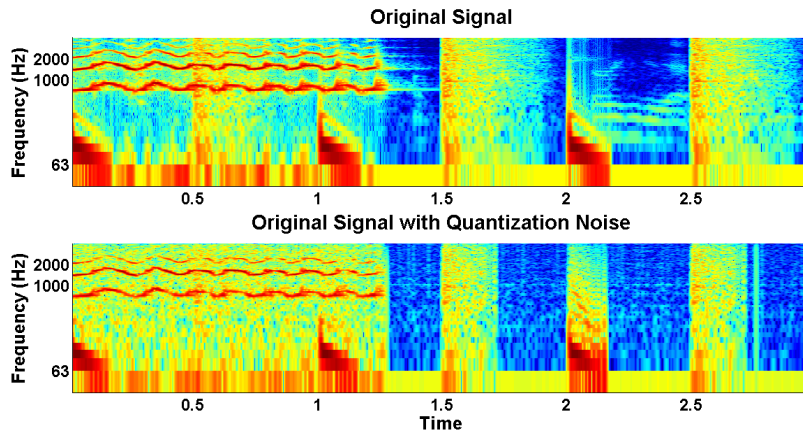 Original Signal
Frequency (Hz)
2000
1000
63
0.5 1 1.5 2 2.5
Original Signal with Quantization Noise
Frequency (Hz)
2000
1000
63
0.5 1 1.5 2 2.5
Time